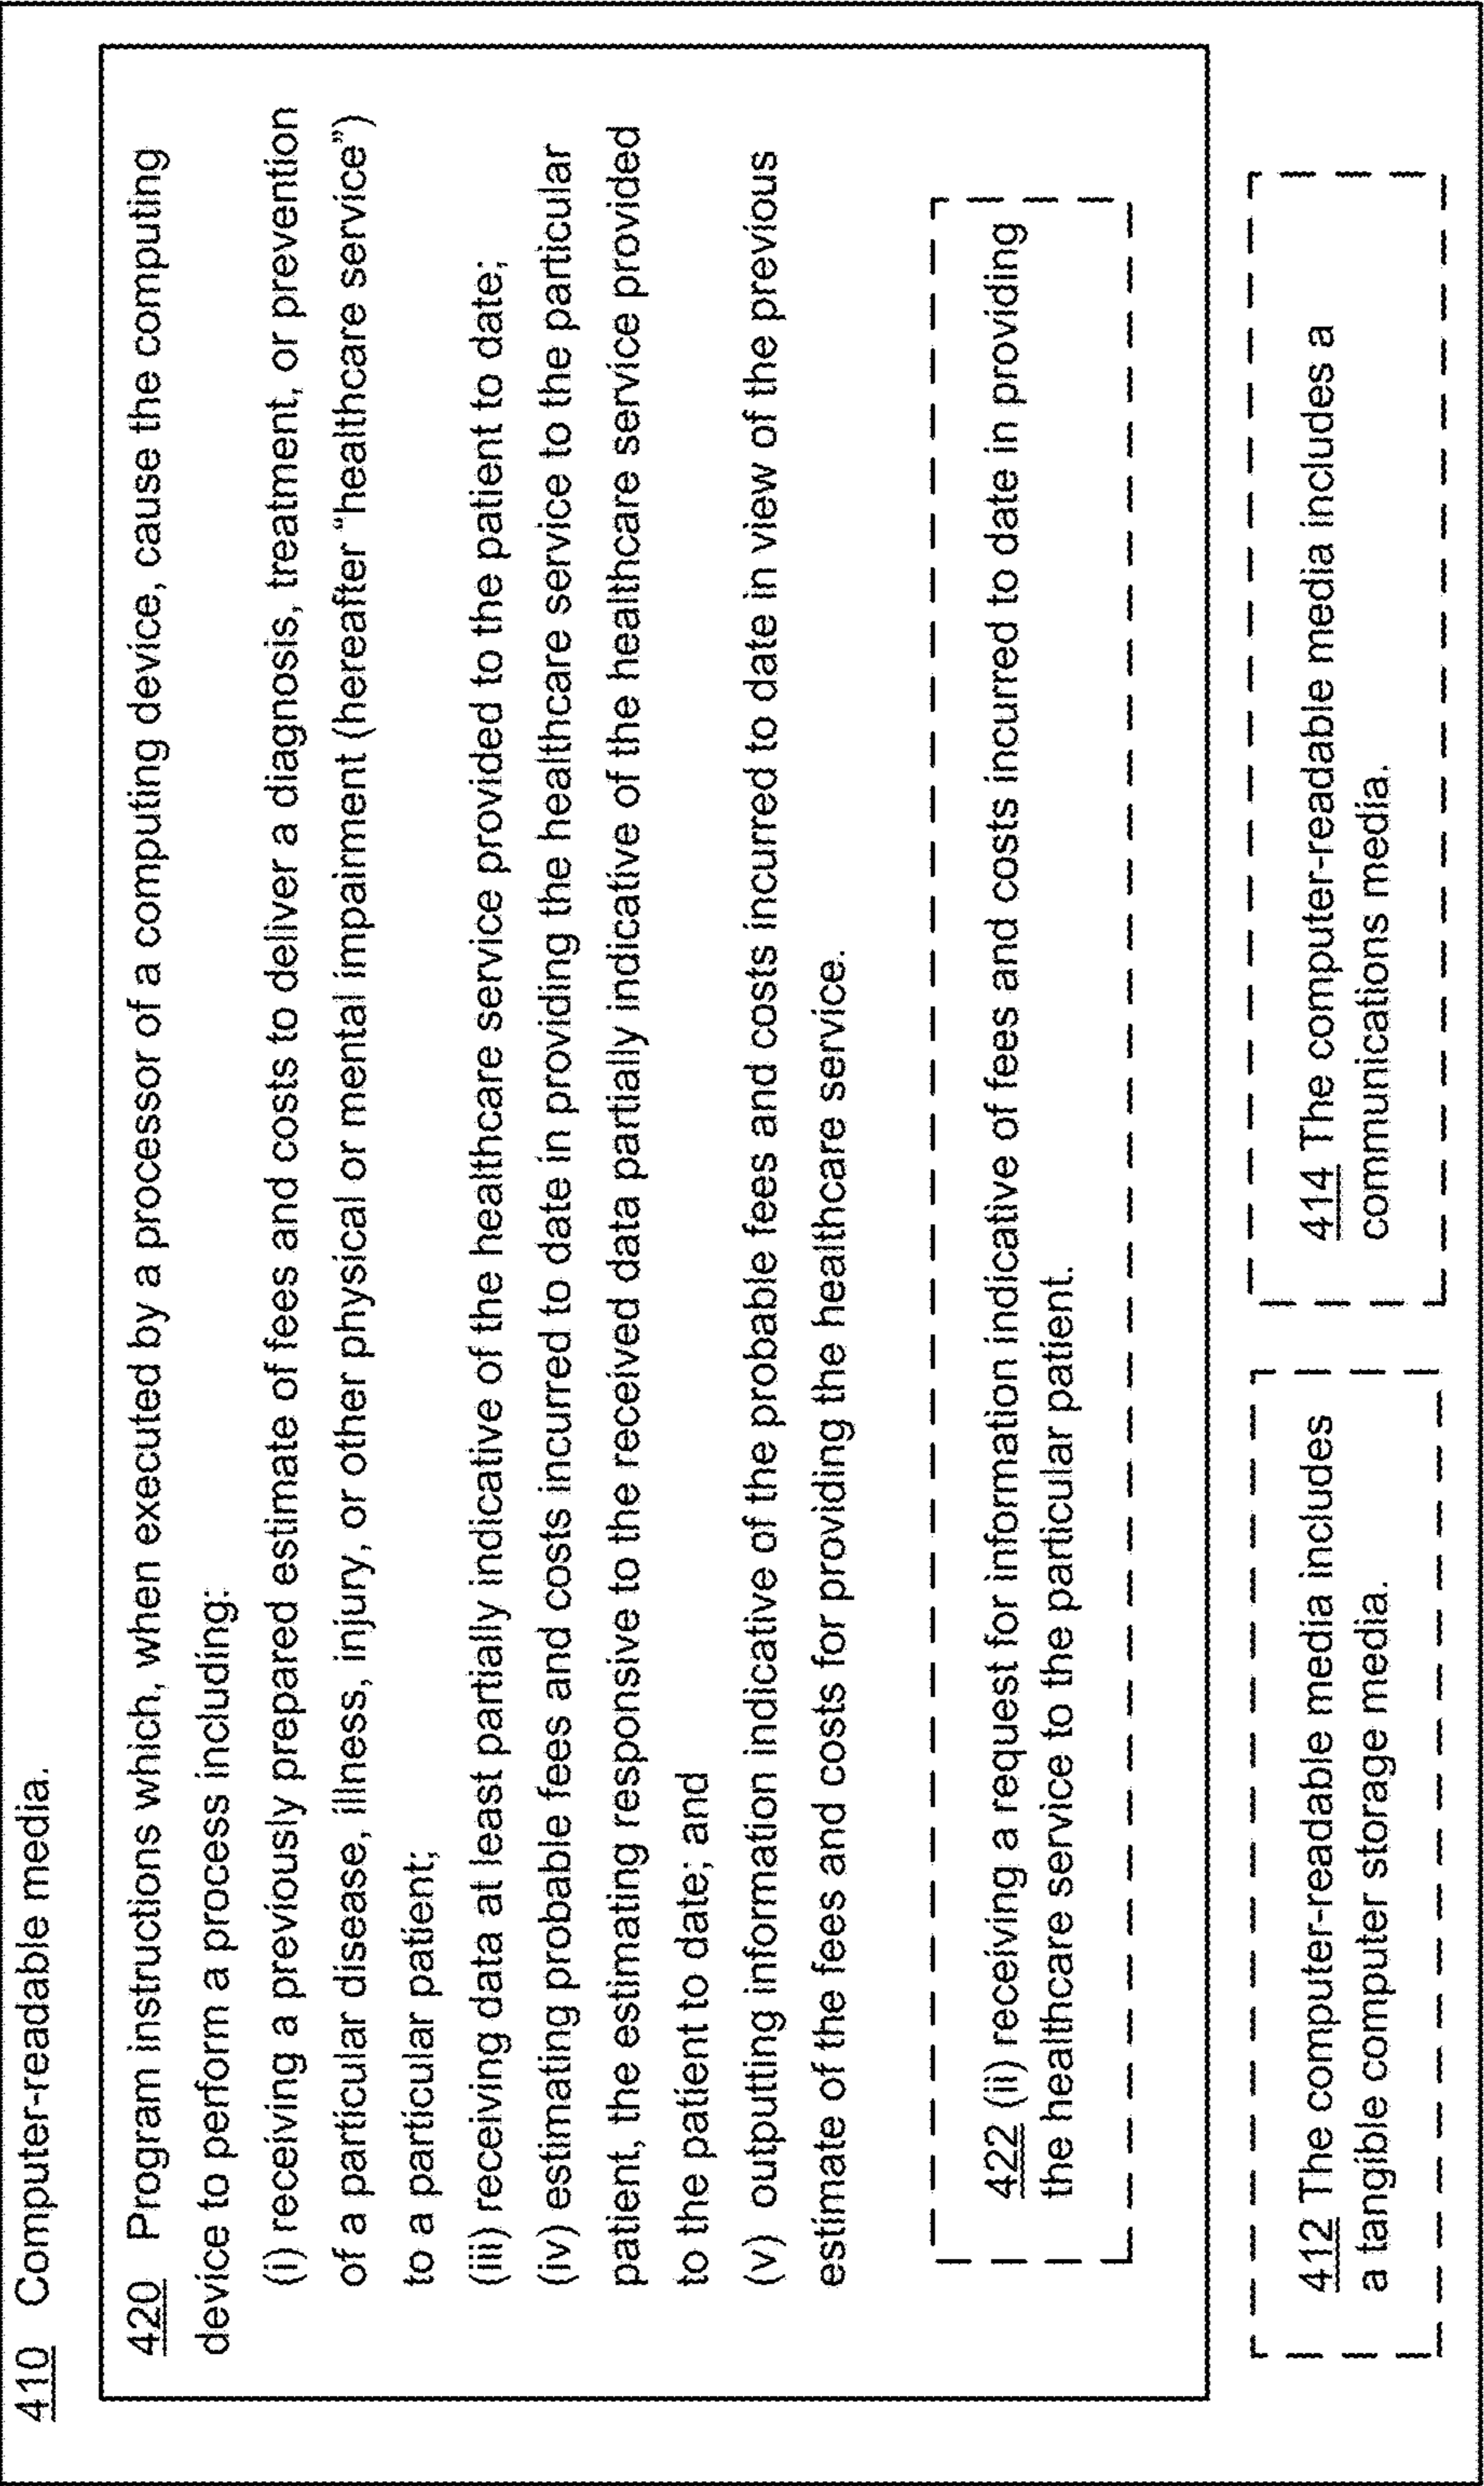 410 Computer-readable media.
420 Program instructions which, when executed by a processor of a computing device, cause the computing
device to perform a process including:
(i) receiving a previously prepared estimate of fees and costs to deliver a diagnosis, treatment, or prevention
of a particular disease, illness, injury, or other physical or mental impairment (hereafter “healthcare service”)
to a particular patient;
(iii) receiving data at least partially indicative of the healthcare service provided to the patient to date;
(iv) estimating probable fees and costs incurred to date in providing the healthcare service to the particular
patient, the estimating responsive to the received data partially indicative of the healthcare service provided
to the patient to date; and
(v) outputting information indicative of the probable fees and costs incurred to date in view of the previous
estimate of the fees and costs for providing the healthcare service.
422 (ii) receiving a request for information indicative of fees and costs incurred to date in providing
the healthcare service to the particular patient.
412 The computer-readable media includes
a tangible computer storage media.
414 The computer-readable media includes a
communications media.